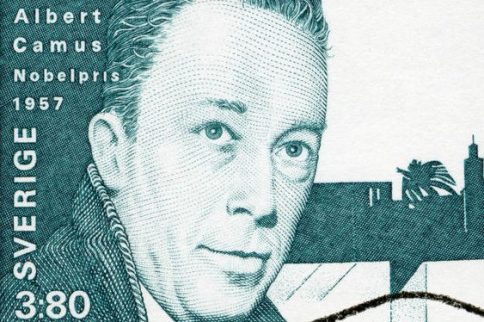 Albert
Camus
Nobelpris
1957
SVERIGE
3:80